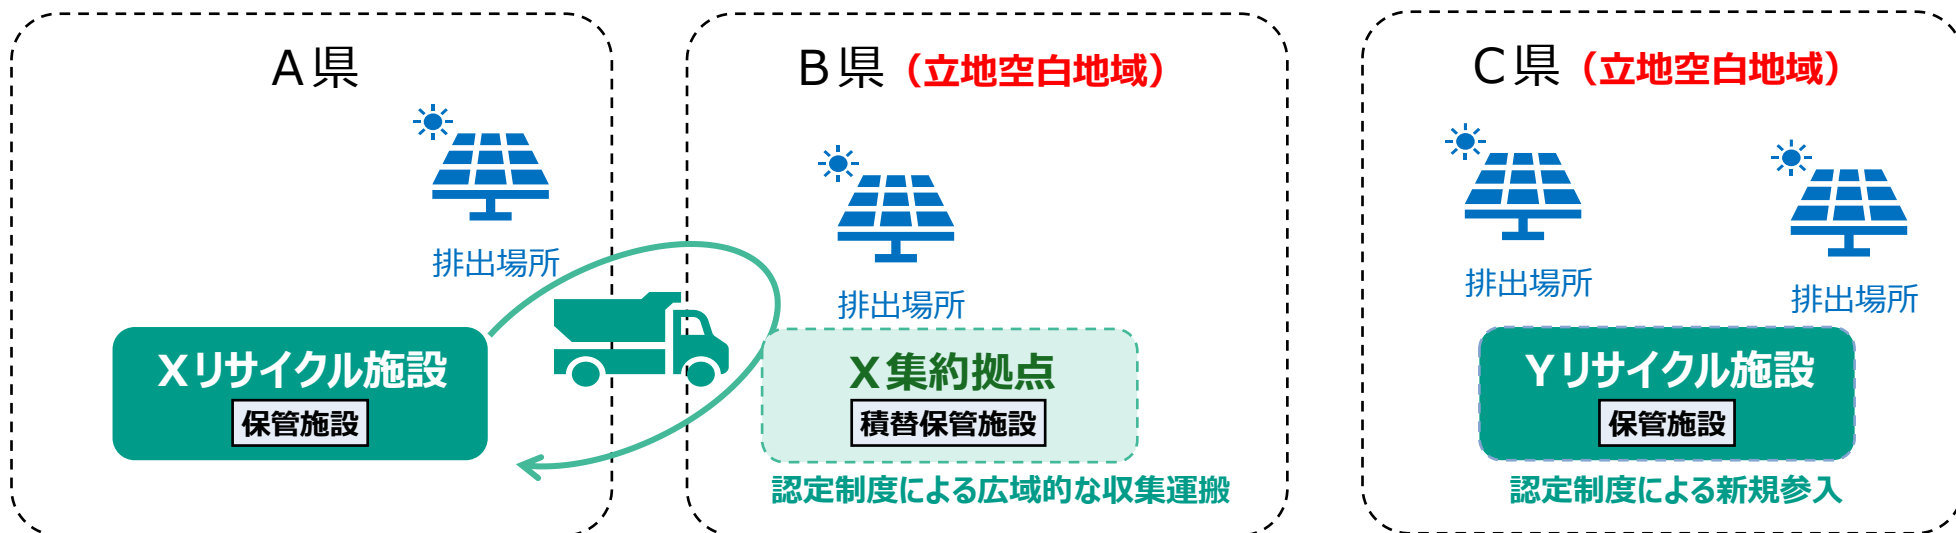 A県
排出場所
Xリサイクル施設
保管施設
B県（立地空白地域）
排出場所
X集約拠点
積替保管施設
認定制度による広域的な収集運搬
C県（立地空白地域）
排出場所
排出場所
Yリサイクル施設
保管施設
認定制度による新規参入